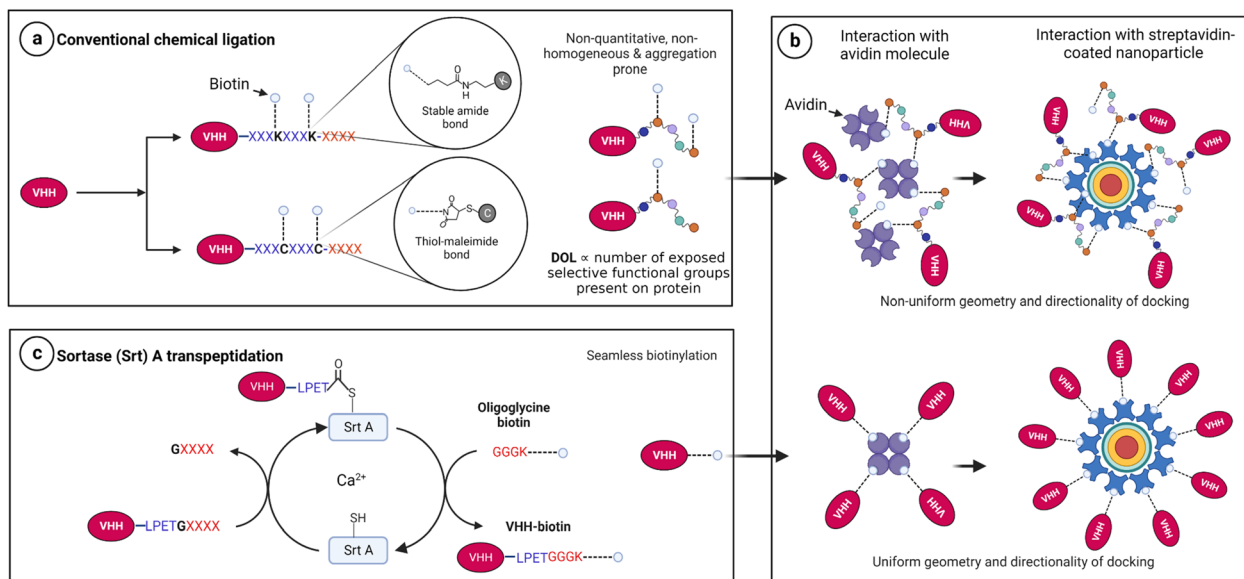 a Conventional chemical ligation
Biotin
VHH
VHH
XXXKXXXK-XXXX
VHH
XXXCXXXC-XXXX
O
N
H
K
Stable amide
bond
O
N
O
S
C
Thiol-maleimide
bond
Non-quantitative, non-
homogeneous & aggregation
prone
VHH
VHH
DOL ∝ number of exposed
selective functional groups
present on protein
b
Interaction with
avidin molecule
Interaction with streptavidin-
coated nanoparticle
Avidin
VHH
VHH
VHH
VHH
VHH
VHH
VHH
VHH
Non-uniform geometry and directionality of docking
VHH
VHH
VHH
VHH
VHH
VHH
VHH
VHH
VHH
VHH
VHH
VHH
VHH
Uniform geometry and directionality of docking
c Sortase (Srt) A transpeptidation
Seamless biotinylation
VHH
LPET
O
S
Srt A
GXXXX
Ca2+
VHH
LPETGXXXX
SH
Srt A
Oligoglycine
biotin
GGGK
VHH-biotin
VHH
LPETGGGK
VHH